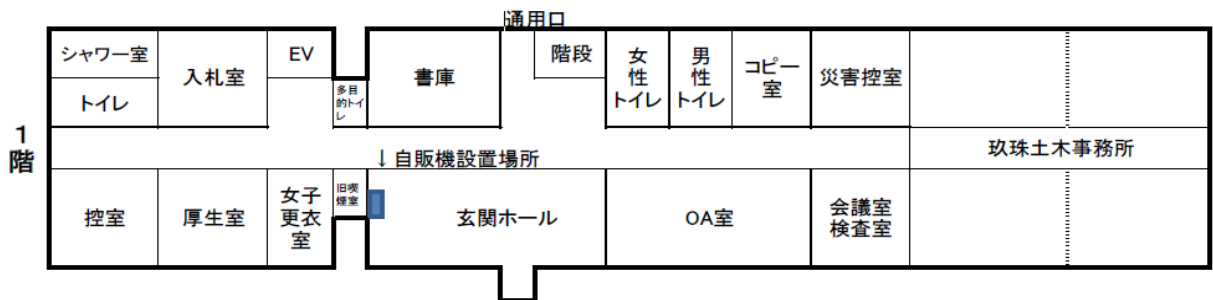 通用口
シャワー室
トイレ
入札室
EV
多目
的トイ
レ
書庫
階段
女
性
トイレ
男
性
トイレ
コピー
室
災害控室
1
階
↓自販機設置場所
玖珠土木事務所
控室
厚生室
女子
更衣
室
旧喫
煙室
玄関ホール
OA室
会議室
検査室